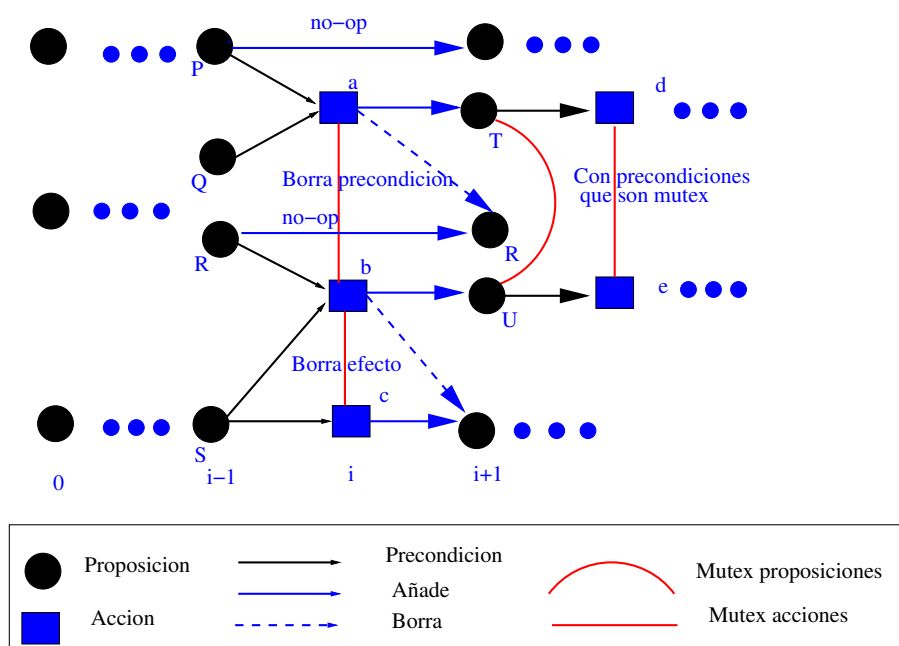 no-op
P
a
d
T
Q
Borra precondicion
Con precondiciones
que son mutex
no-op
R
R
b
e
U
Borra efecto
c
S
0
i-1
i
i+1
Proposicion
Precondicion
Mutex proposiciones
Añade
Accion
Borra
Mutex acciones